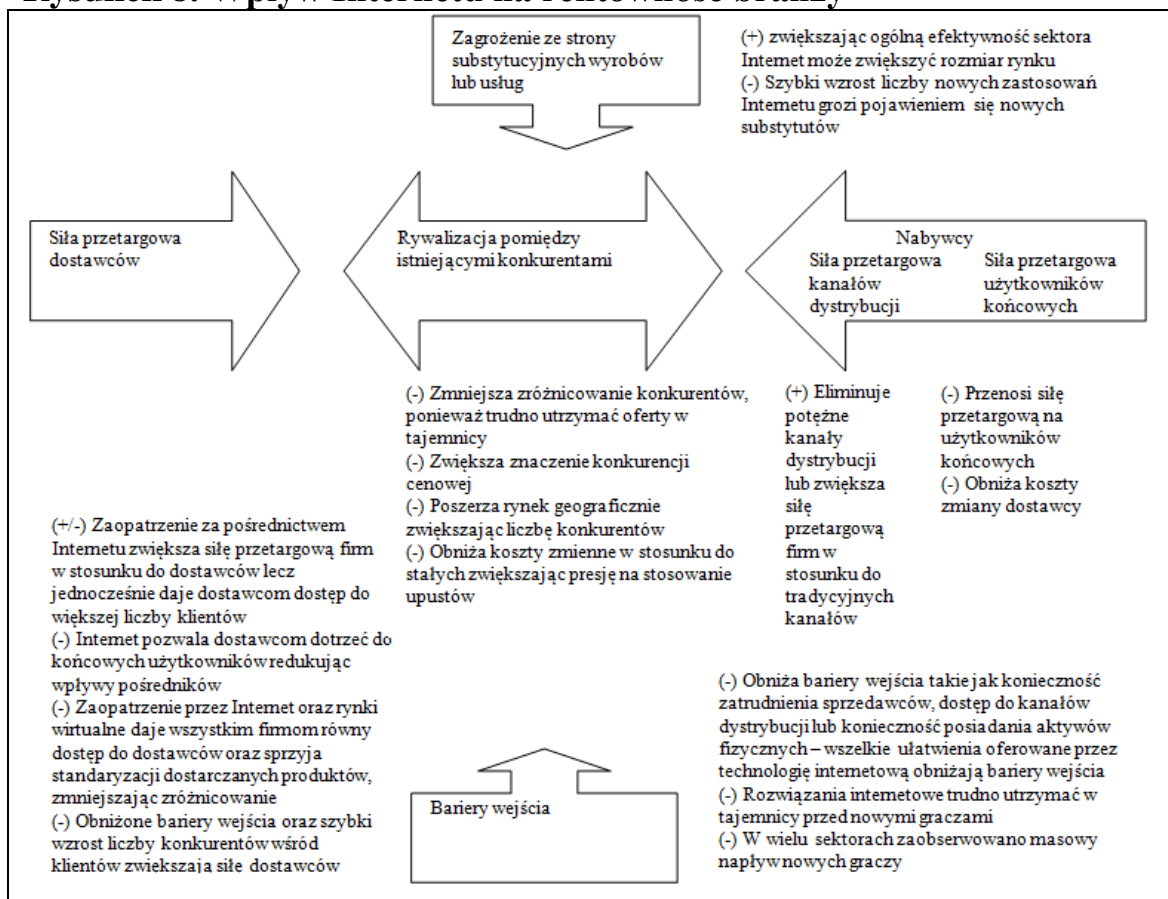 Zagrożenie ze strony
substytucyjnych wyrobów
lub usług
(+) zwiększając ogólną efektywność sektora
Internet może zwiększyć rozmiar rynku
(-) Szybki wzrost liczby nowych zastosowań
Internetu grozi pojawieniem się nowych
substytutów
Siła przetargowa
dostawców
Rywalizacja pomiędzy
istniejącymi konkurentami
Nabywcy
Siła przetargowa
kanałów
dystrybucji
Siła przetargowa
użytkowników
końcowych
(-) Zmniejsza zróżnicowanie konkurentów,
ponieważ trudno utrzymać oferty w
tajemnicy
(-) Zwiększa znaczenie konkurencji
cenowej
(-) Poszerza rynek geograficznie
zwiększając liczbę konkurentów
(-) Obniża koszty zmienne w stosunku do
stałych zwiększając presję na stosowanie
upustów
(+) Eliminuje
potężne
kanały
dystrybucji
lub zwiększa
siłę
przetargową
firm w
stosunku do
tradycyjnych
kanałów
(-) Przenosi siłę
przetargową na
użytkowników
końcowych
(-) Obniża koszty
zmiany dostawcy
(+/-) Zaopatrzenie za pośrednictwem
Internetu zwiększa siłę przetargową firm
w stosunku do dostawców lecz
jednocześnie daje dostawcom dostęp do
większej liczby klientów
(-) Internet pozwala dostawcom dotrzeć do
końcowych użytkowników redukując
wpływy pośredników
(-) Zaopatrzenie przez Internet oraz rynki
wirtualne daje wszystkim firmom równy
dostęp do dostawców oraz sprzyja
standaryzacji dostarczanych produktów,
zmniejszając zróżnicowanie
(-) Obniżone bariery wejścia oraz szybki
wzrost liczby konkurentów wśród
klientów zwiększają siłę dostawców
Bariery wejścia
(-) Obniża bariery wejścia takie jak konieczność
zatrudnienia sprzedawców, dostęp do kanałów
dystrybucji lub konieczność posiadania aktywów
fizycznych – wszelkie ułatwienia oferowane przez
technologię internetową obniżają bariery wejścia
(-) Rozwiązania internetowe trudno utrzymać w
tajemnicy przed nowymi graczami
(-) W wielu sektorach zaobserwowano masowy
napływ nowych graczy